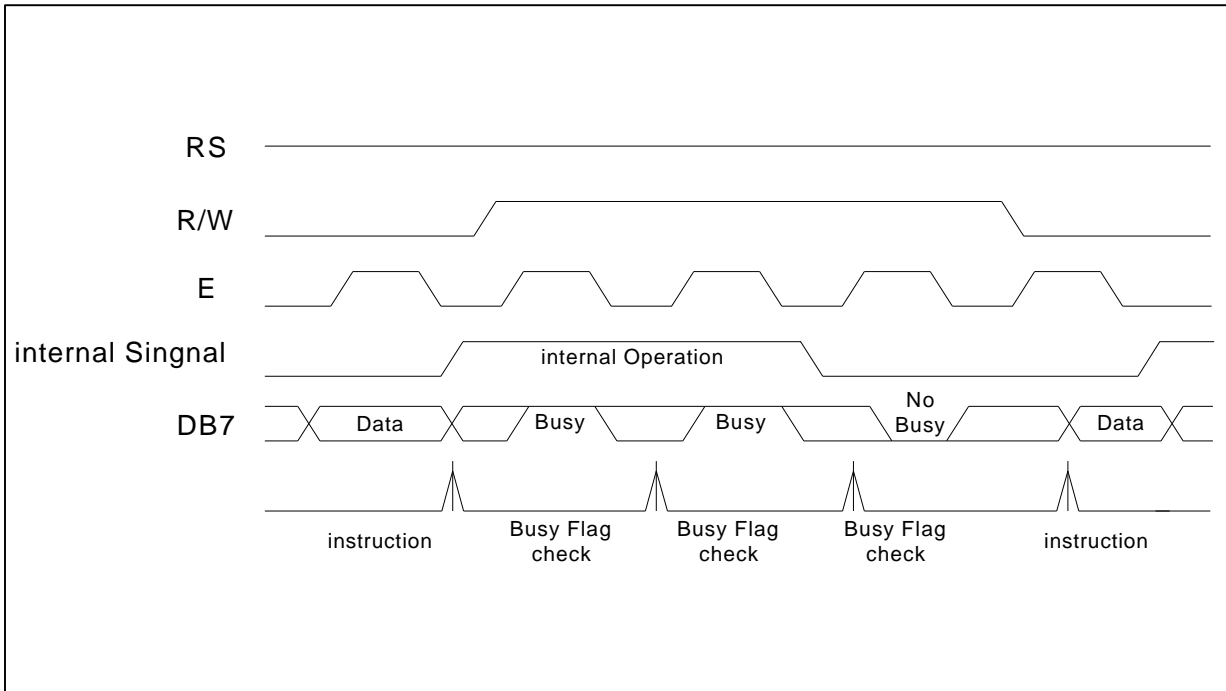 RS
R/W
E
internal Singnal
internal Operation
DB7
Data
Busy
Busy
No
Busy
Data
instruction
Busy Flag
check
Busy Flag
check
Busy Flag
check
instruction